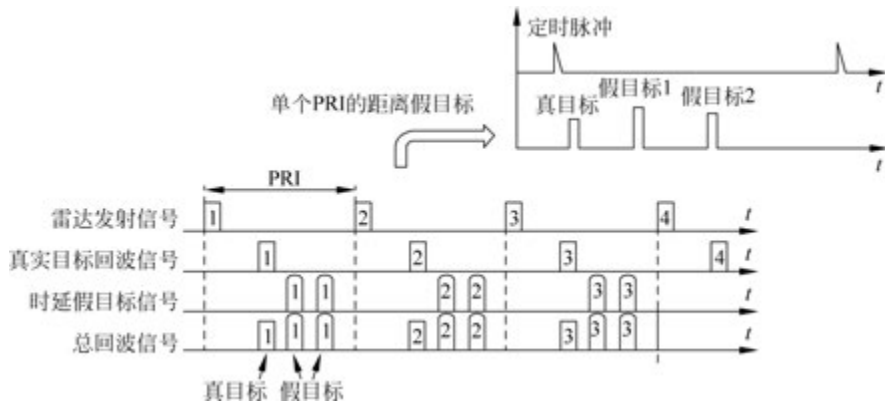 定时脉冲
t
单个PRI的距离假目标
真目标 假目标1 假目标2
t
PRI
雷达发射信号 1 2 3 4 t
真实目标回波信号 1 2 3 4 t
时延假目标信号 1 1 2 2 3 3 t
总回波信号 1 1 1 2 2 2 3 3 3 t
真目标 假目标